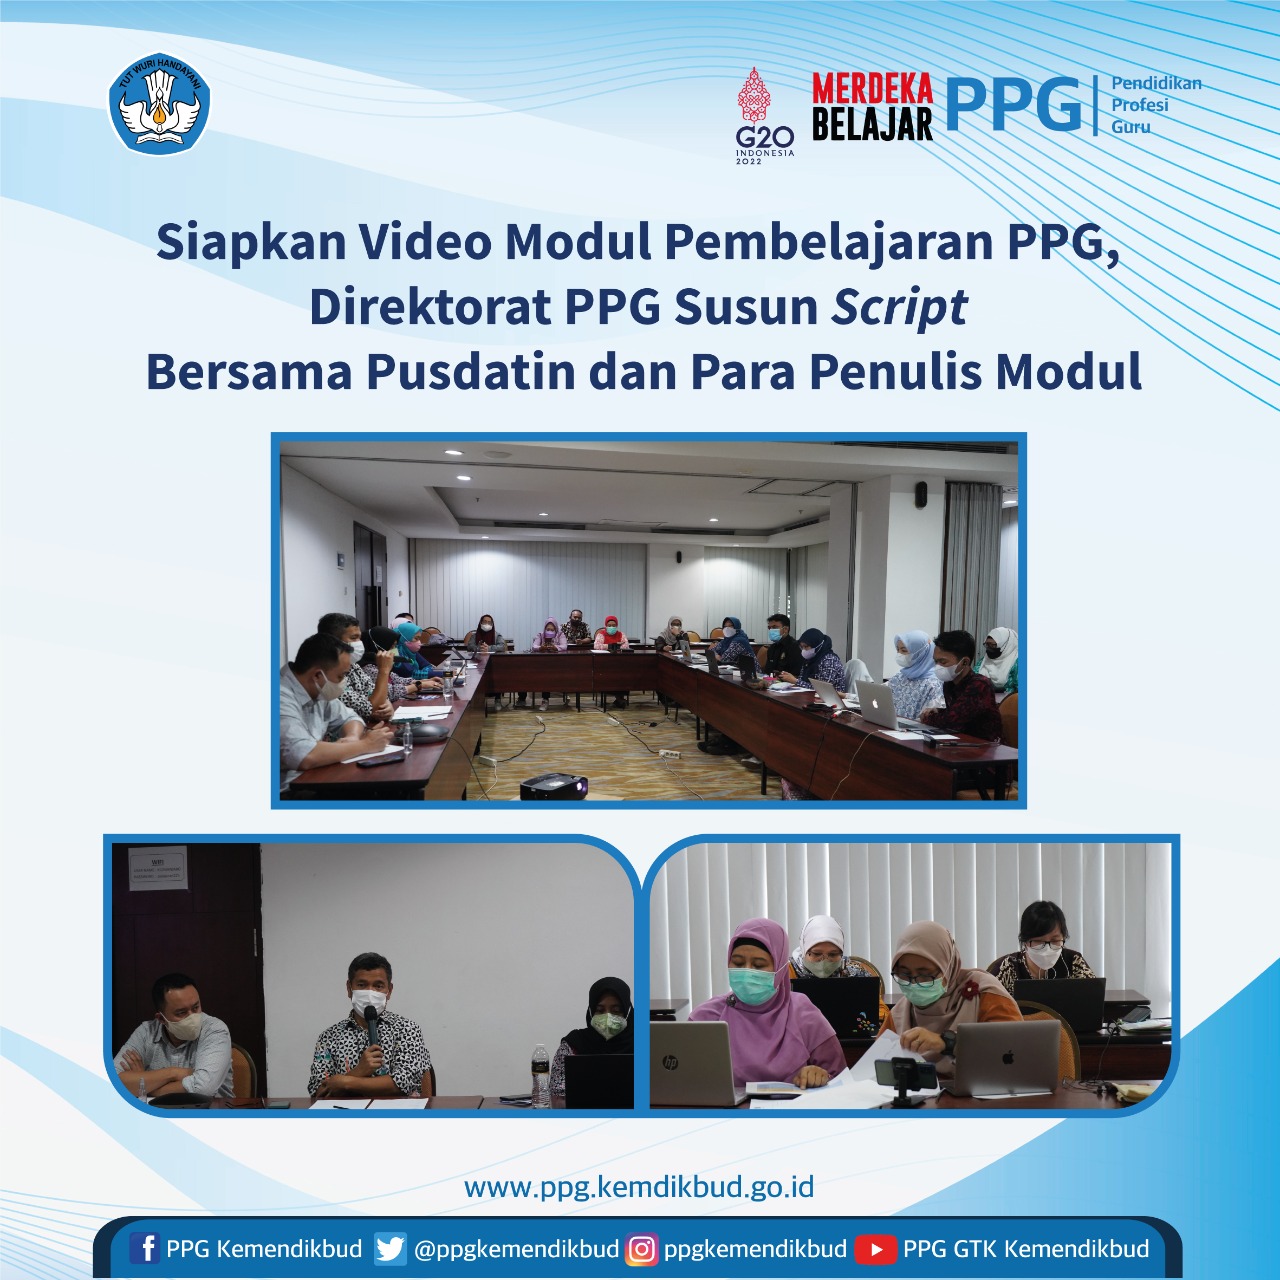 TUT WURI HANDAYANI
G20
INDONESIA
2022
MERDEKA
BELAJAR
PPG
Pendidikan
Profesi
Guru
Siapkan Video Modul Pembelajaran PPG,
Direktorat PPG Susun Script
Bersama Pusdatin dan Para Penulis Modul
WIFI
hp
www.ppg.kemdikbud.go.id
PPG Kemendikbud @ppgkemendikbud ppgkemendikbud PPG GTK Kemendikbud